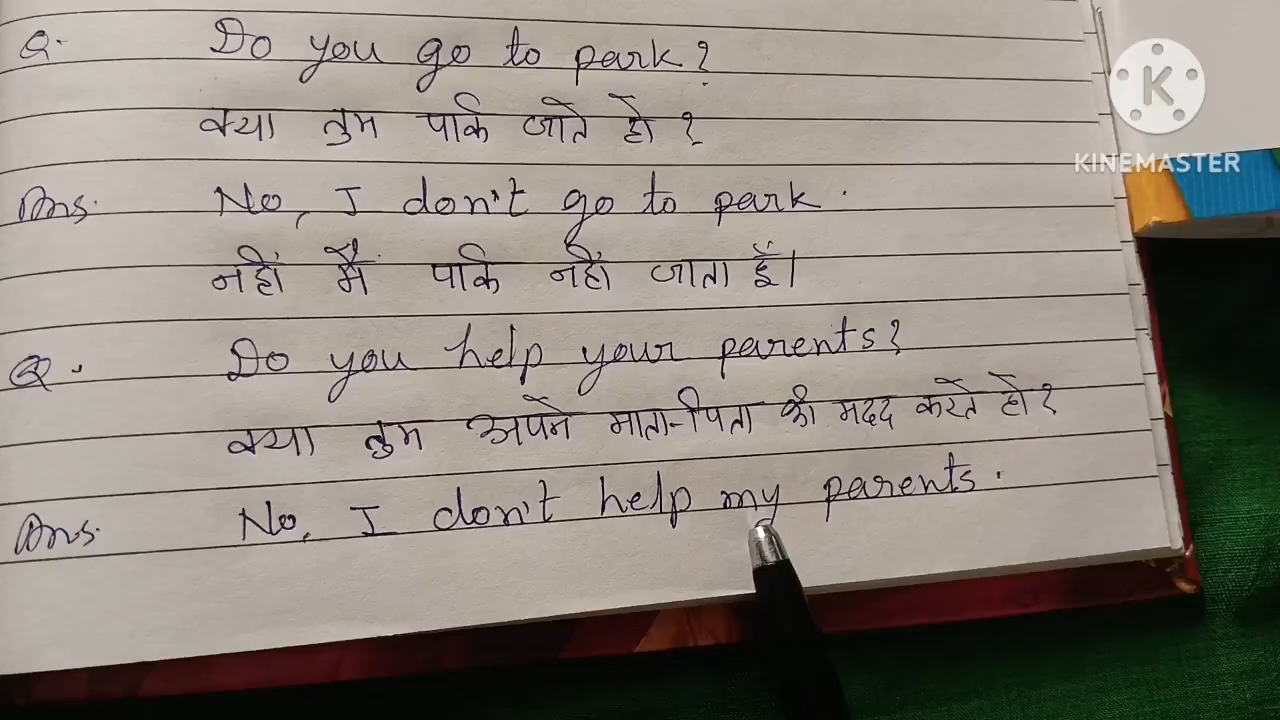 Q. Do you go to park?
क्या तुम पार्क जाते हो ?
Ans. No, I don't go to park.
नहीं मैं पार्क नहीं जाता हूँ।
Q. Do you help your parents?
क्या तुम अपने माता-पिता की मदद करते हो?
Ans. No, I don't help my parents.
K
KINEMASTER